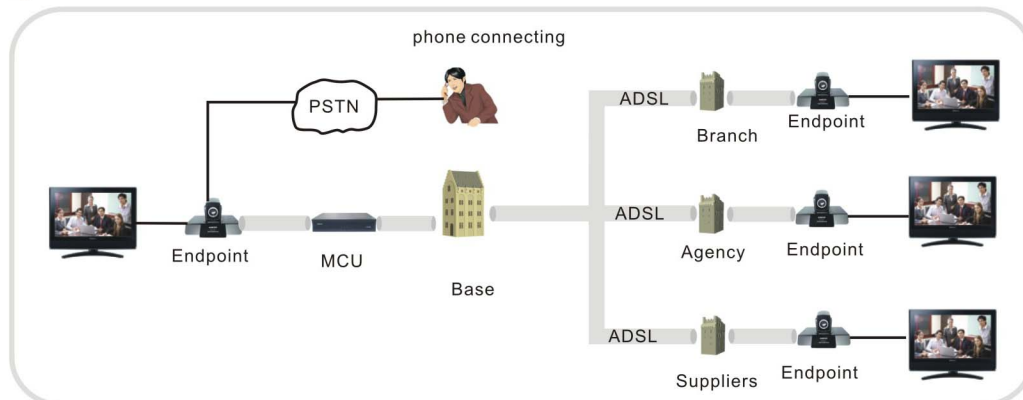 phone connecting
PSTN
ADSL
Branch
Endpoint
ADSL
Endpoint
MCU
Base
Agency
Endpoint
ADSL
Suppliers
Endpoint